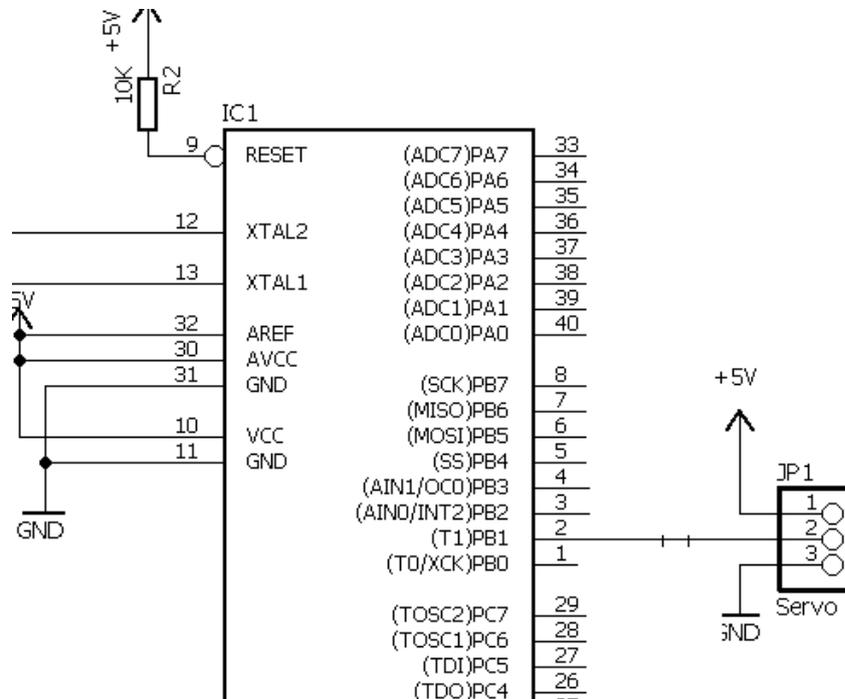 +5V
10K
R2
IC1
9 RESET (ADC7)PA7 33
(ADC6)PA6 34
(ADC5)PA5 35
12 XTAL2 (ADC4)PA4 36
(ADC3)PA3 37
13 XTAL1 (ADC2)PA2 38
5V (ADC1)PA1 39
32 AREF (ADC0)PA0 40
30 AVCC
31 GND (SCK)PB7 8
+5V
(MISO)PB6 7
10 VCC (MOSI)PB5 6
11 GND (SS)PB4 5
JP1
(AIN1/OC0)PB3 4
(AIN0/INT2)PB2 3 1
GND (T1)PB1 2 2
(T0/XCK)PB0 1 3
Servo
(TOSC2)PC7 29
GND
(TOSC1)PC6 28
(TDI)PC5 27
(TDO)PC4 26